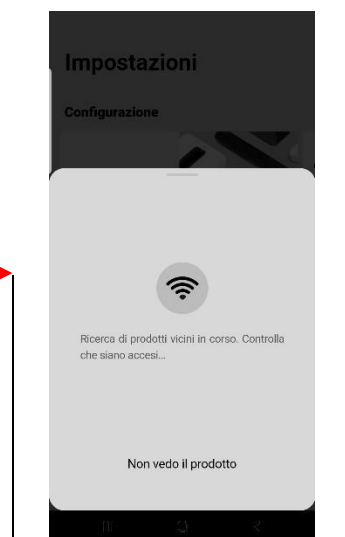 Impostazioni
Configurazione
Ricerca di prodotti vicini in corso. Controlla
che siano accesi...
Non vedo il prodotto